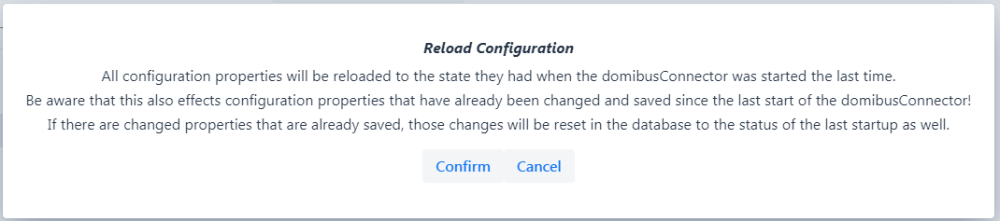 Reload Configuration
All configuration properties will be reloaded to the state they had when the domibusConnector was started the last time.
Be aware that this also effects configuration properties that have already been changed and saved since the last start of the domibusConnector!
If there are changed properties that are already saved, those changes will be reset in the database to the status of the last startup as well.
Confirm Cancel